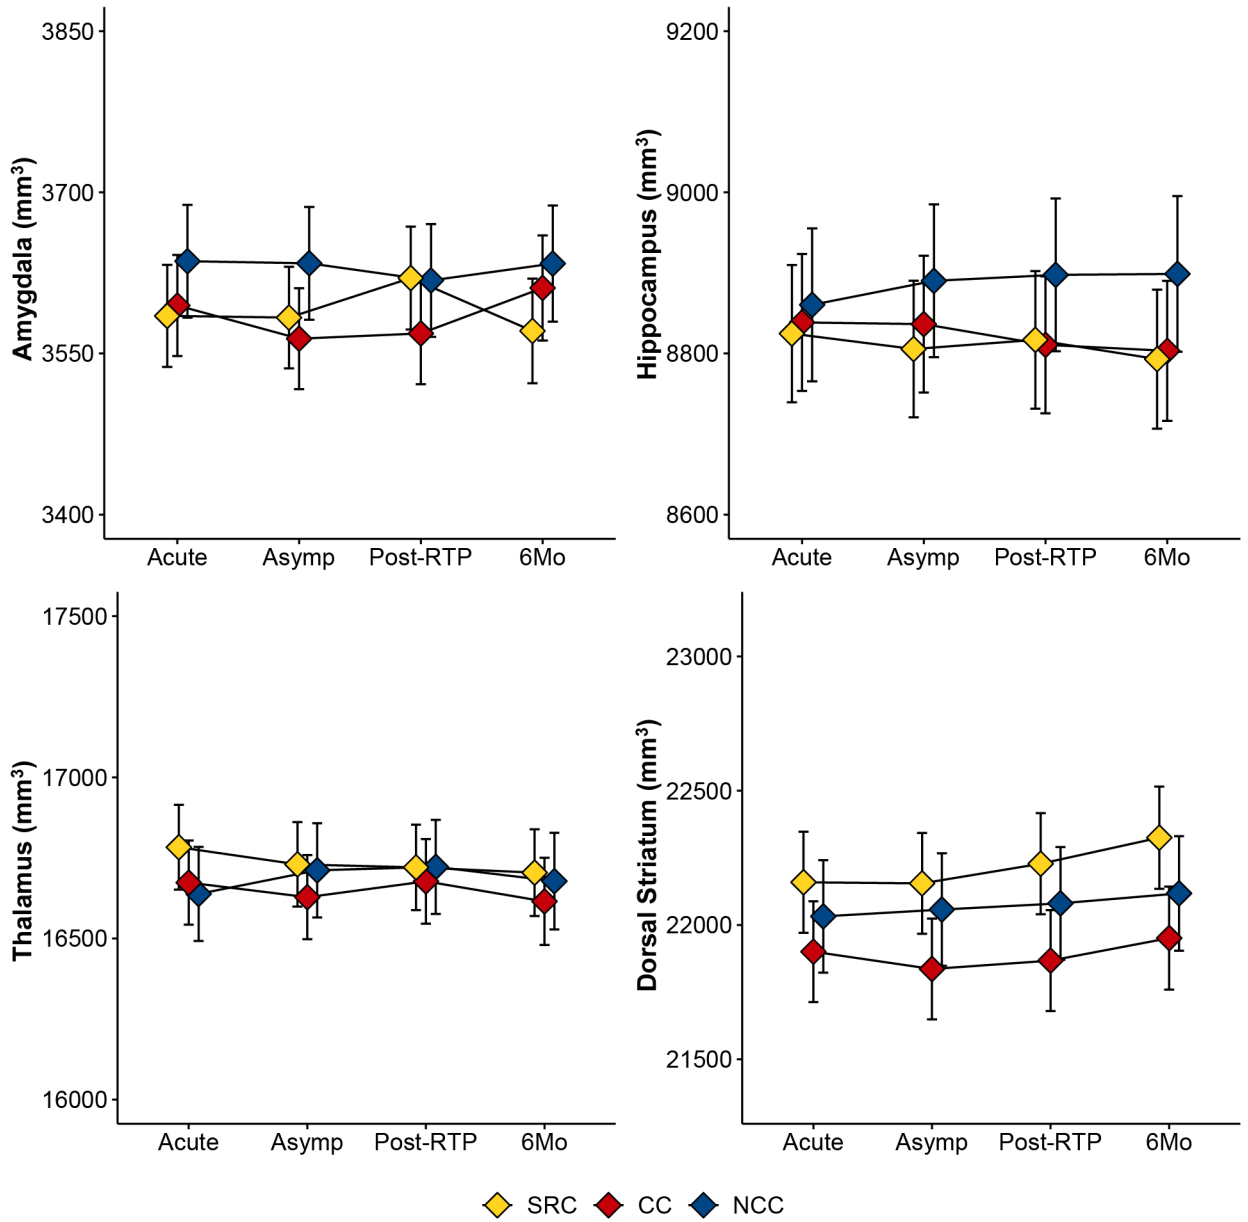 Amygdala (mm³)
3850
3700
3550
3400
Acute Asymp Post-RTP 6Mo
Hippocampus (mm³)
9200
9000
8800
8600
Acute Asymp Post-RTP 6Mo
Thalamus (mm³)
17500
17000
16500
16000
Acute Asymp Post-RTP 6Mo
Dorsal Striatum (mm³)
23000
22500
22000
21500
Acute Asymp Post-RTP 6Mo
SRC CC NCC